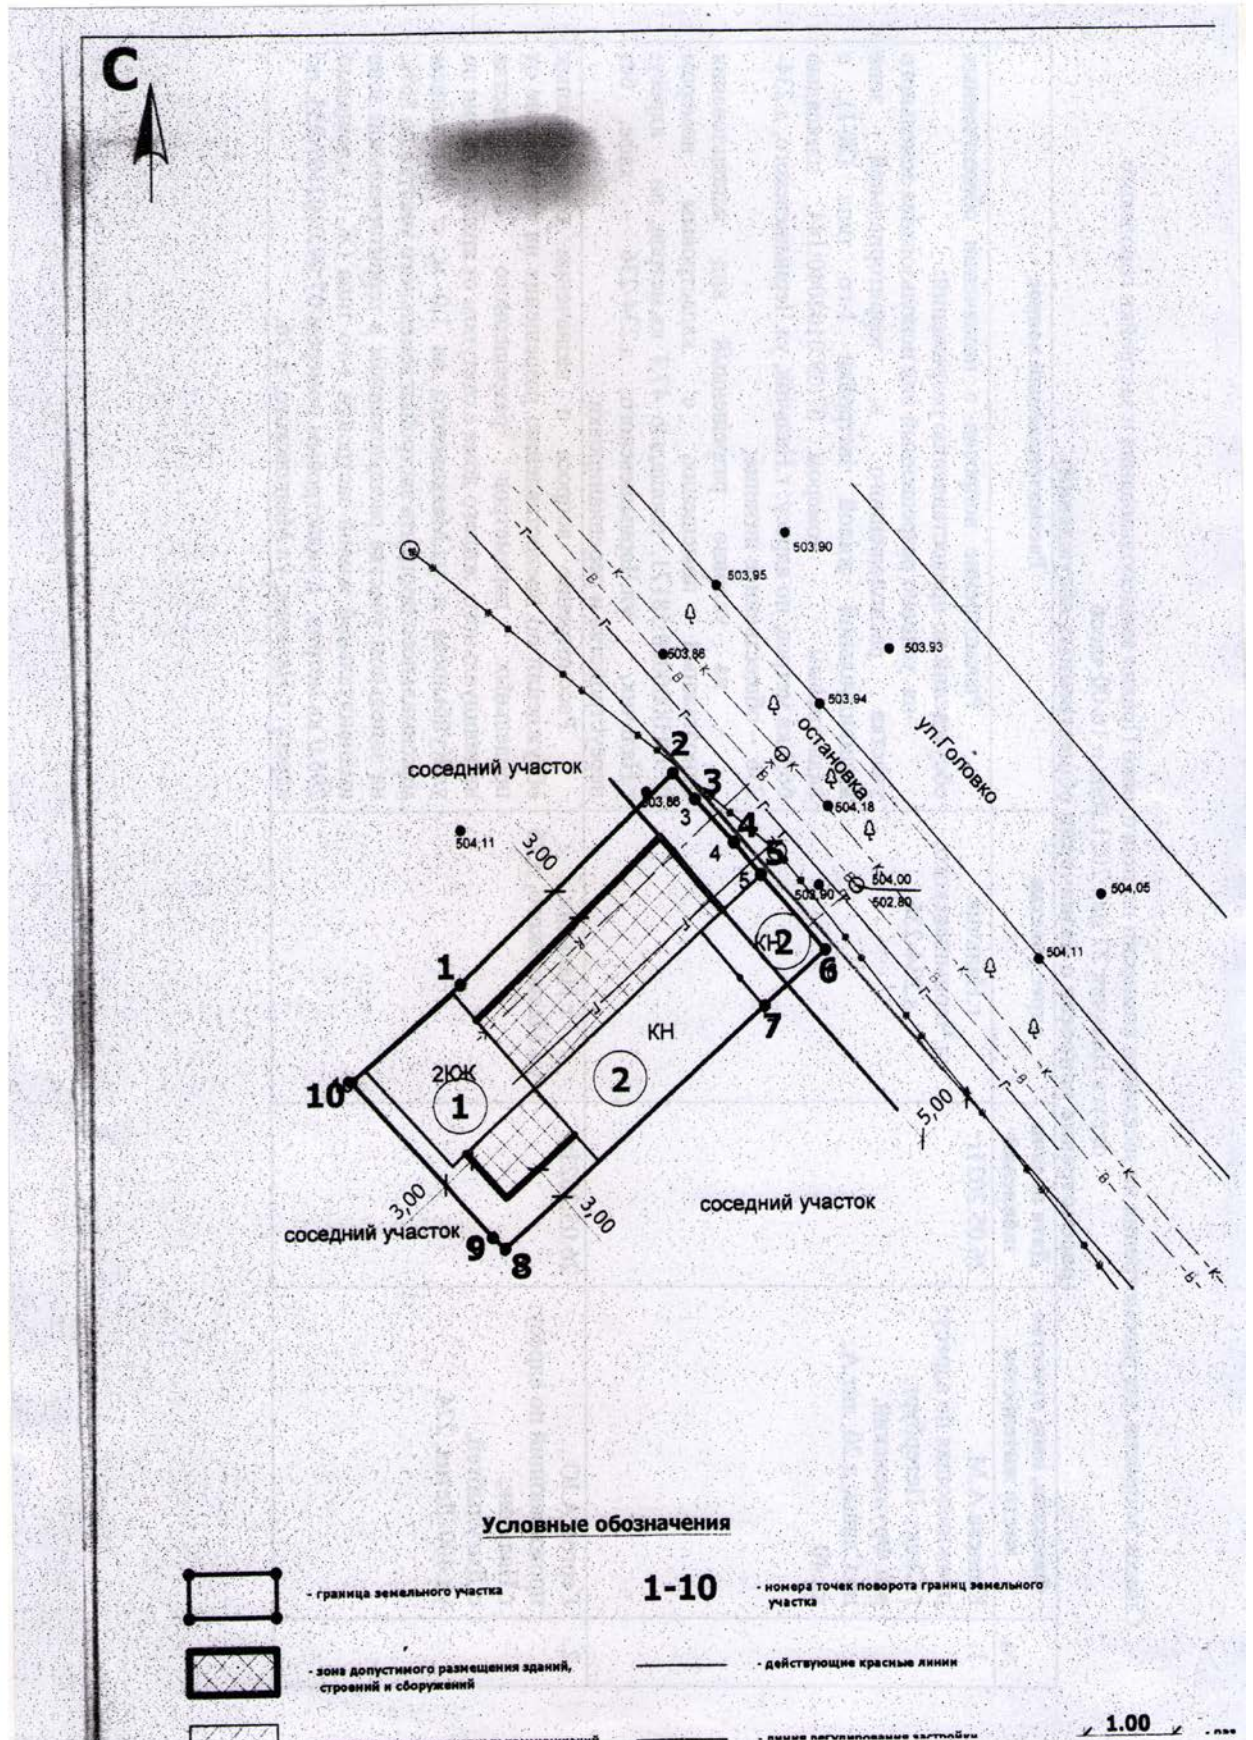 С
503,90
503,95
503,93
503,86
503,94
остановка
ул.Головко
504,18
504,00
502,80
504,05
504,11
соседний участок
504,11
503,86
503,90
3,00
2
3
3
4
4
5
5
6
7
1
10
2ЮЖ
1
КН
2
КН
2
5,00
3,00
3,00
соседний участок
соседний участок
9
8
Условные обозначения
- граница земельного участка
1-10
- номера точек поворота границ земельного
участка
- зона допустимого размещения зданий,
строений и сооружений
- действующие красные линии
- линия регулирования застройки
1.00